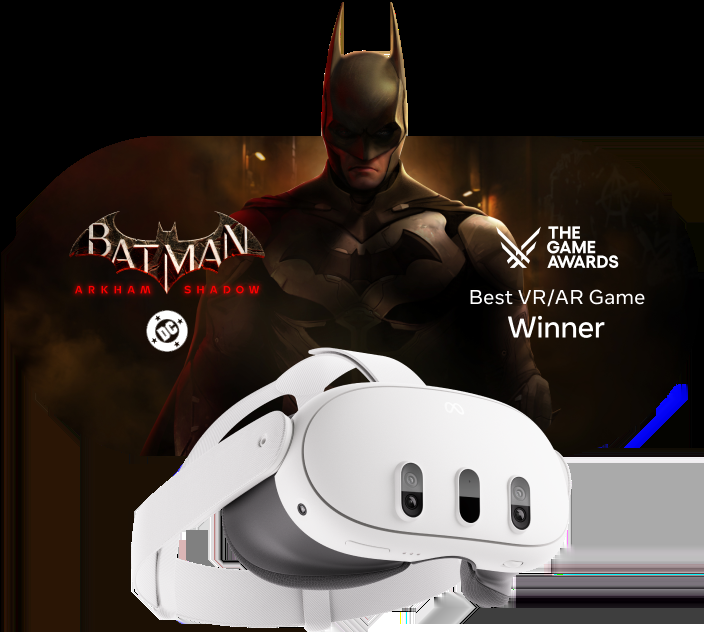 BATMAN
ARKHAM SHADOW
DC
THE
GAME
AWARDS
Best VR/AR Game
Winner